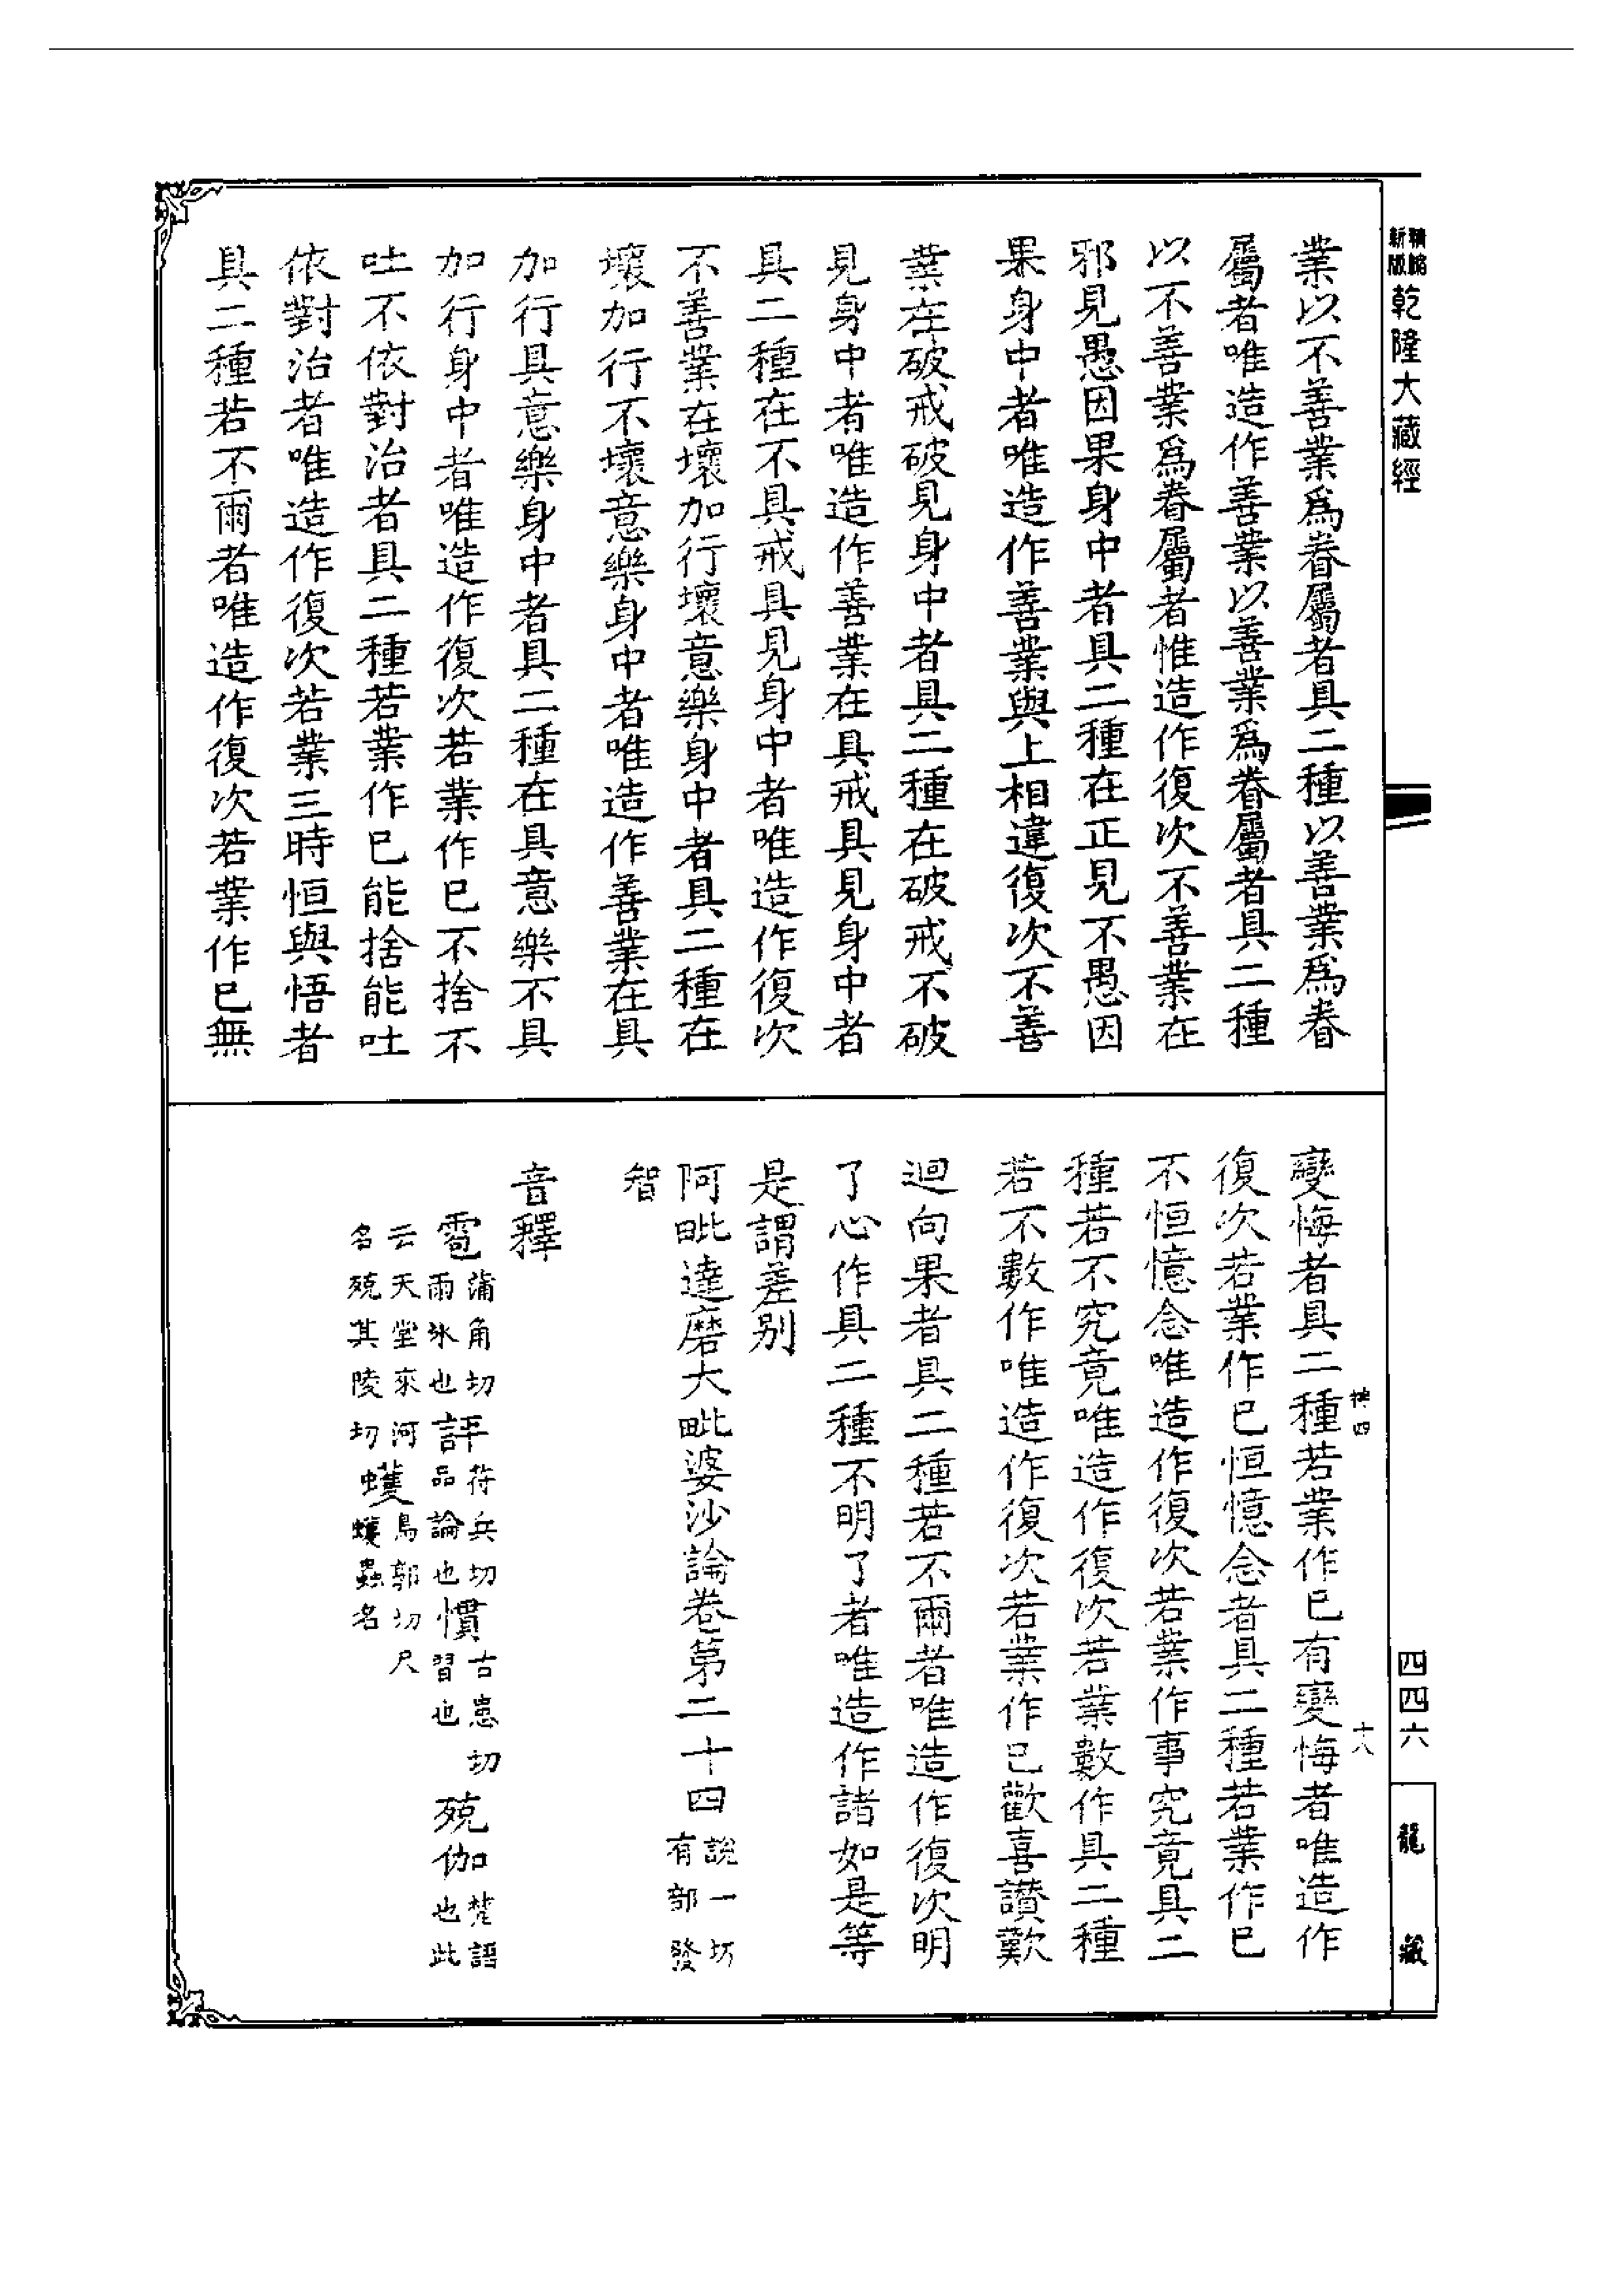 新版精縮乾隆大藏經
業以不善業爲眷屬者具二種以善業爲眷
屬者唯造作善業以善業爲眷屬者具二種
以不善業爲眷屬者惟造作復次不善業在
邪見愚因果身中者具二種在正見不愚因
果身中者唯造作善業與上相違復次不善
業在破戒破見身中者具二種在破戒不破
見身中者唯造作善業在具戒具見身中者
具二種在不具戒具見身中者唯造作復次
不善業在壞加行壞意樂身中者具二種在
壞加行不壞意樂身中者唯造作善業在具
加行具意樂身中者具二種在具意樂不具
加行身中者唯造作復次若業作已不捨不
吐不依對治者具二種若業作已能捨能吐
依對治者唯造作復次若業三時恒與悟者
具二種若不爾者唯造作復次若業作已無
變悔者具二種若業作已有變悔者唯造作
復次若業作已恒憶念者具二種若業作已
不恒憶念唯造作復次若業作事究竟具二
種若不究竟唯造作復次若業數作具二種
若不數作唯造作復次若業作已歡喜讚歎
迴向果者具二種若不爾者唯造作復次明
了心作具二種不明了者唯造作諸如是等
是謂差別
阿毗達磨大毗婆沙論卷第二十四 說一切有部發
智
音釋
雹 蒲角切雨氷也 評 符兵切品論也 慣 古患切習也 殑伽 梵語也此
云天堂來河名殑其陵切 蠖 烏郭切尺蠖蟲名
四
十八
四四六
龍藏